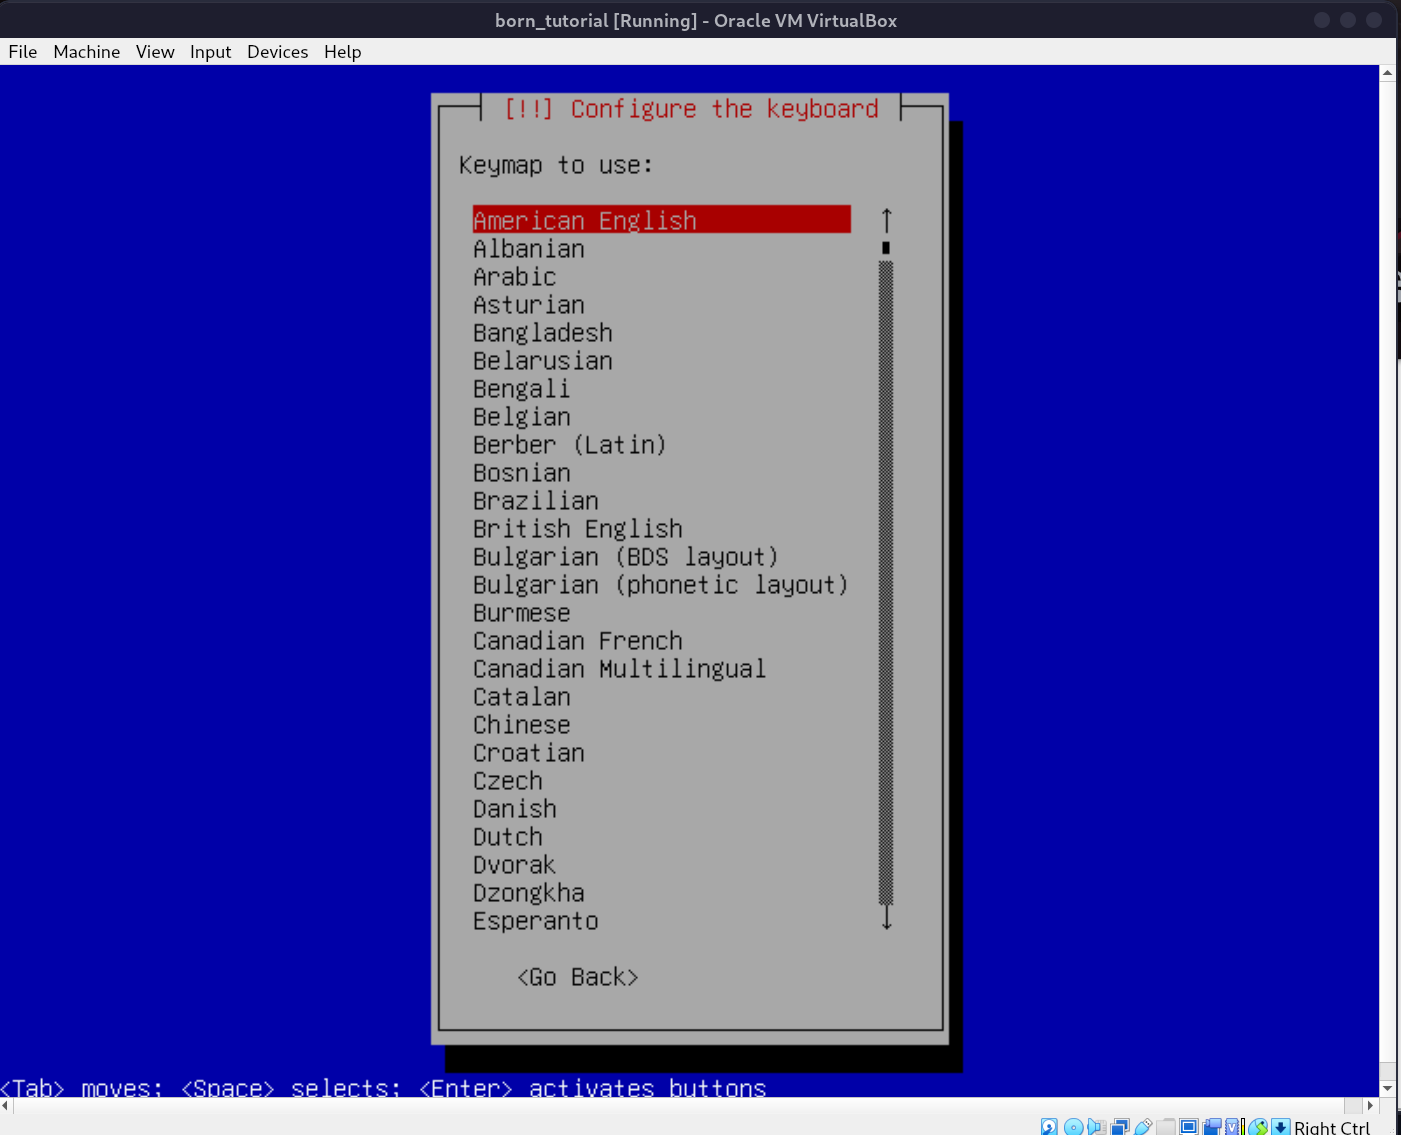 born_tutorial [Running] - Oracle VM VirtualBox
File Machine View Input Devices Help
[!!] Configure the keyboard
Keymap to use:
American English
Albanian
Arabic
Asturian
Bangladesh
Belarusian
Bengali
Belgian
Berber (Latin)
Bosnian
Brazilian
British English
Bulgarian (BDS layout)
Bulgarian (phonetic layout)
Burmese
Canadian French
Canadian Multilingual
Catalan
Chinese
Croatian
Czech
Danish
Dutch
Dvorak
Dzongkha
Esperanto
<Go Back>
<Tab> moves; <Space> selects; <Enter> activates buttons
Right Ctrl